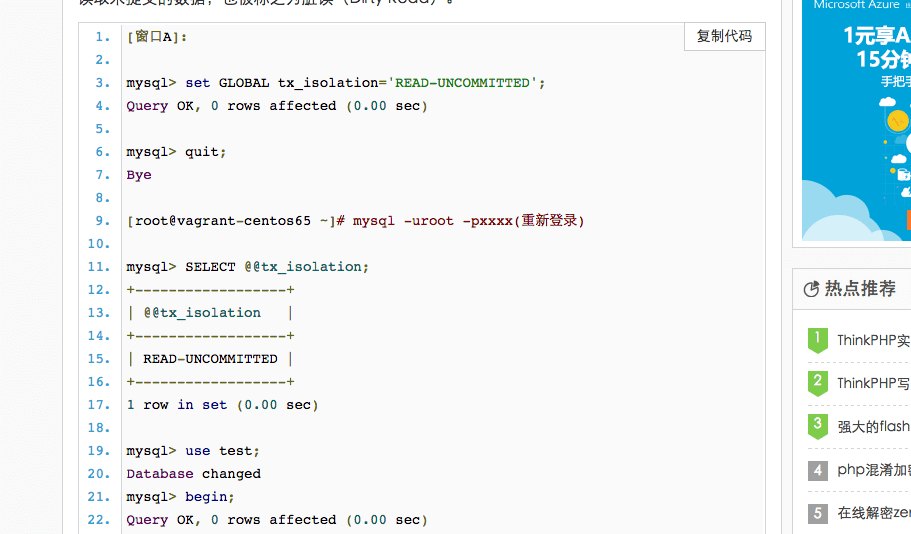 读取未提交的数据，也被称之为脏读（Dirty Read）。
复制代码
1. [窗口A]:
2.
3. mysql> set GLOBAL tx_isolation='READ-UNCOMMITTED';
4. Query OK, 0 rows affected (0.00 sec)
5.
6. mysql> quit;
7. Bye
8.
9. [root@vagrant-centos65 ~]# mysql -uroot -pxxxx(重新登录)
10.
11. mysql> SELECT @@tx_isolation;
12. +------------------+
13. | @@tx_isolation   |
14. +------------------+
15. | READ-UNCOMMITTED |
16. +------------------+
17. 1 row in set (0.00 sec)
18.
19. mysql> use test;
20. Database changed
21. mysql> begin;
22. Query OK, 0 rows affected (0.00 sec)
Microsoft Azure
1元享A
15分钟
手把手
热点推荐
1 ThinkPHP实
2 ThinkPHP写
3 强大的flash
4 php混淆加密
5 在线解密zen